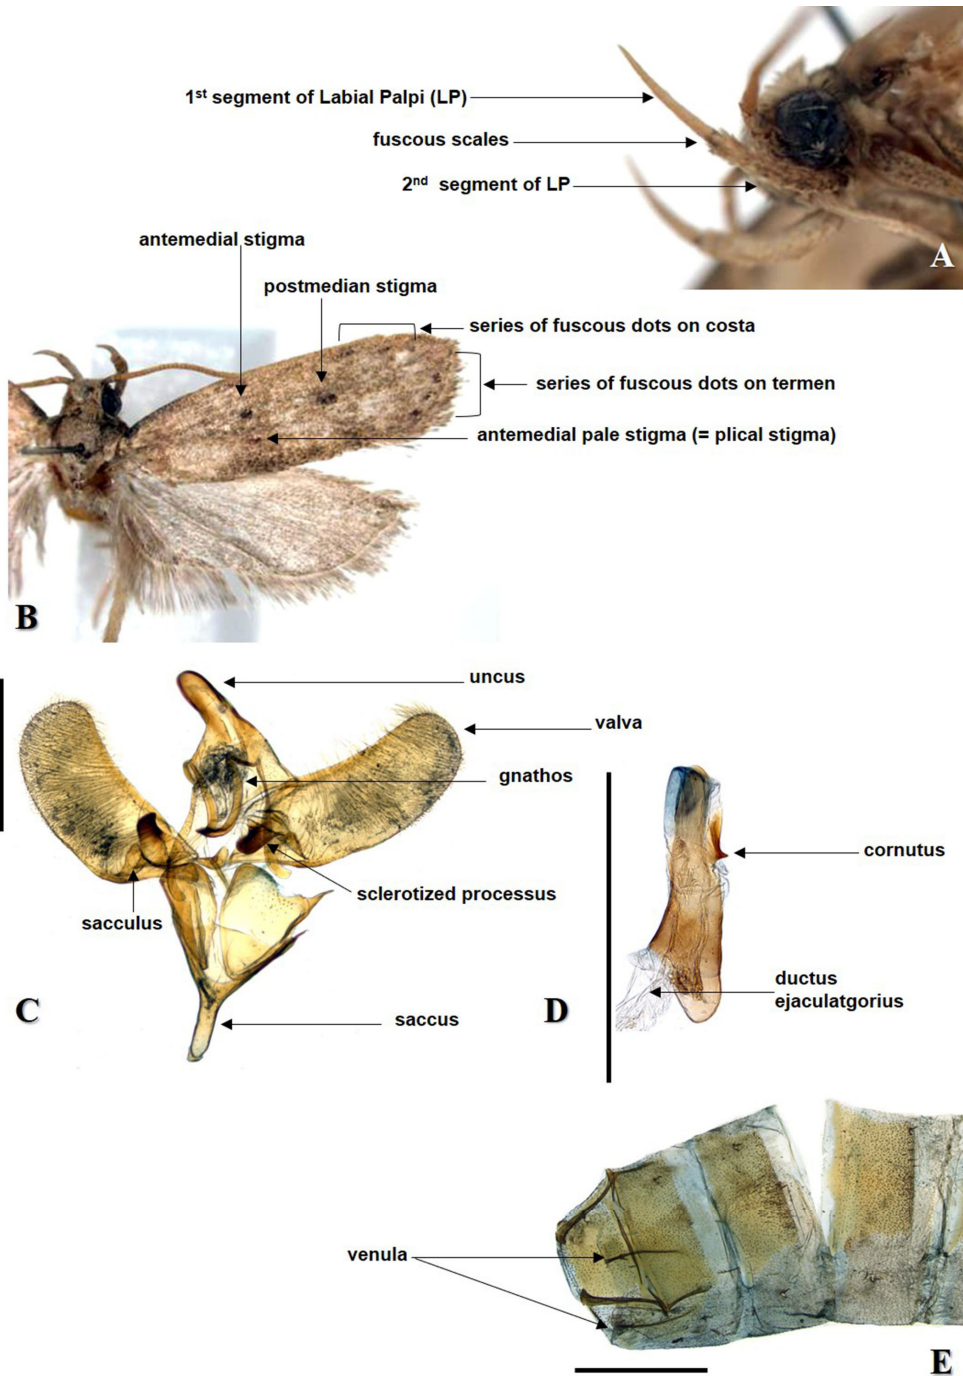 1st segment of Labial Palpi (LP)
fuscous scales
2nd segment of LP
A
antemedial stigma
postmedian stigma
series of fuscous dots on costa
series of fuscous dots on termen
antemedial pale stigma (= plical stigma)
B
uncus
valva
gnathos
cornutus
sclerotized processus
sacculus
ductus
ejaculatgorius
C
saccus
D
venula
E